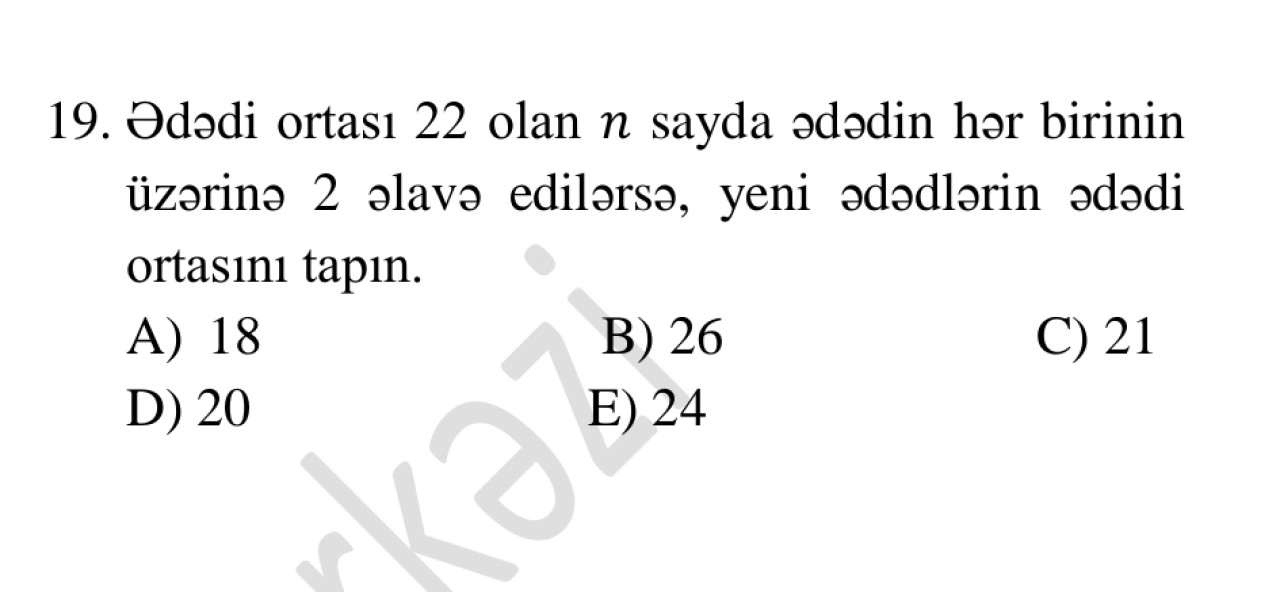 19. Ədədi ortası 22 olan n sayda ədədin hər birinin
üzərinə 2 əlavə edilərsə, yeni ədədlərin ədədi
ortasını tapın.
A) 18 B) 26 C) 21
D) 20 E) 24
rkəzi